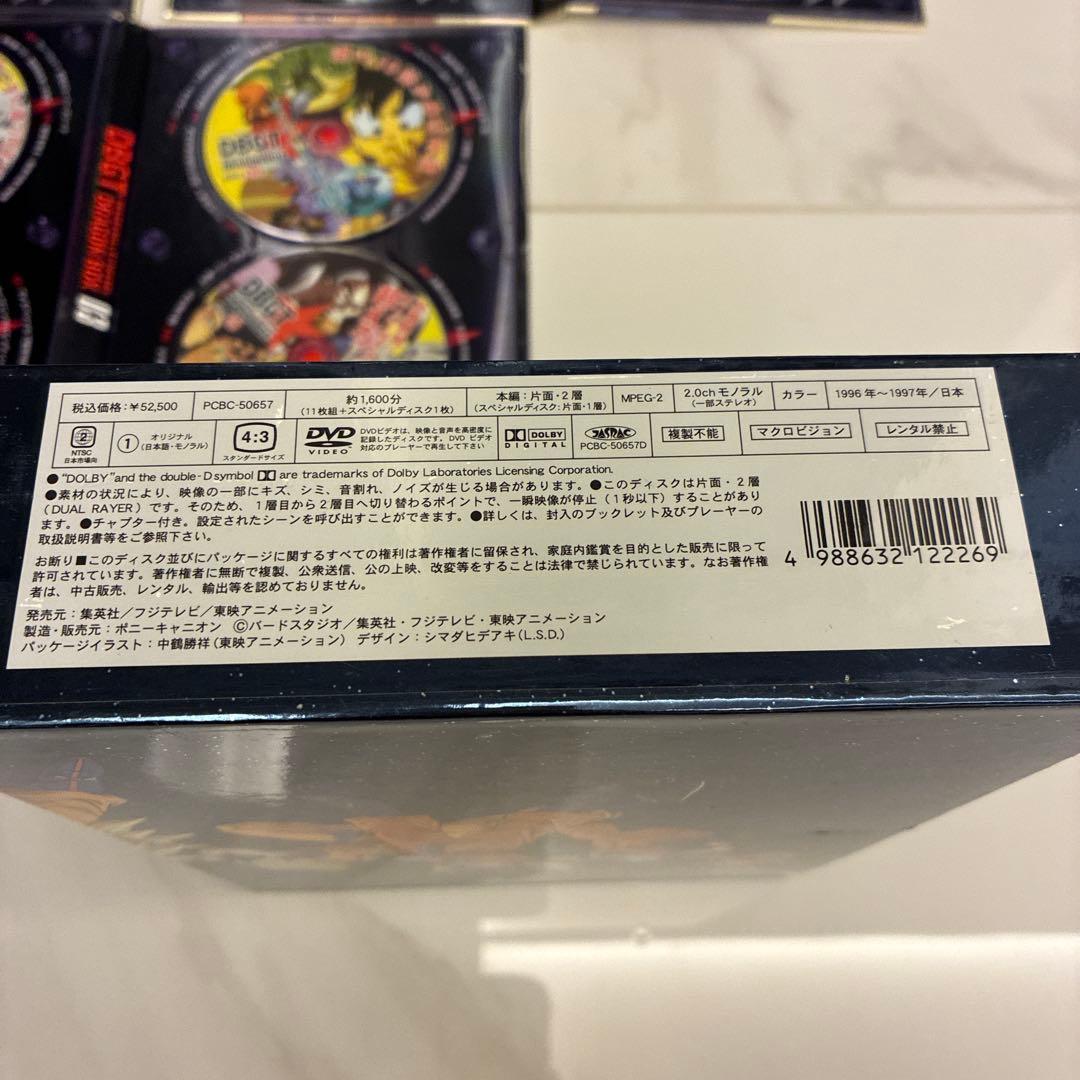 DBGT
DRAGON BOX
DBGT
DBGT
税込価格：¥52,500
PCBC-50657
約1,600分
(11枚組＋スペシャルディスク1枚)
本編：片面・2層
(スペシャルディスク：片面・1層)
MPEG-2
2.0chモノラル
(一部ステレオ)
カラー
1996年〜1997年／日本
2
NTSC
日本市場向
1
オリジナル
(日本語・モノラル)
4:3
スタンダードサイズ
DVD
VIDEO
DVDビデオは、映像と音声を高密度に
記録したディスクです。DVD ビデオ
対応のプレーヤーで再生して下さい
DOLBY
DIGITAL
JASRAC
PCBC-50657D
複製不能
マクロビジョン
レンタル禁止
●"DOLBY"and the double-Dsymbol are trademarks of Dolby Laboratories Licensing Corporation.
●素材の状況により、映像の一部にキズ、シミ、音割れ、ノイズが生じる場合があります。●このディスクは片面・2層
(DUAL RAYER)です。そのため、1層目から2層目へ切り替わるポイントで、一瞬映像が停止(1秒以下)することがあり
ます。●チャプター付き。設定されたシーンを呼び出すことができます。●詳しくは、封入のブックレット及びプレーヤーの
取扱説明書等をご参照下さい。
お断り■このディスク並びにパッケージに関するすべての権利は著作権者に留保され、家庭内鑑賞を目的とした販売に限って
許可されています。著作権者に無断で複製、公衆送信、公の上映、改変等をすることは法律で禁じられています。なお著作権
者は、中古販売、レンタル、輸出等を認めておりません。
発売元：集英社／フジテレビ／東映アニメーション
製造・販売元：ポニーキャニオン Ⓒバードスタジオ／集英社・フジテレビ・東映アニメーション
パッケージイラスト：中鶴勝祥(東映アニメーション) デザイン：シマダヒデアキ(L.S.D.)
4 988632 122269